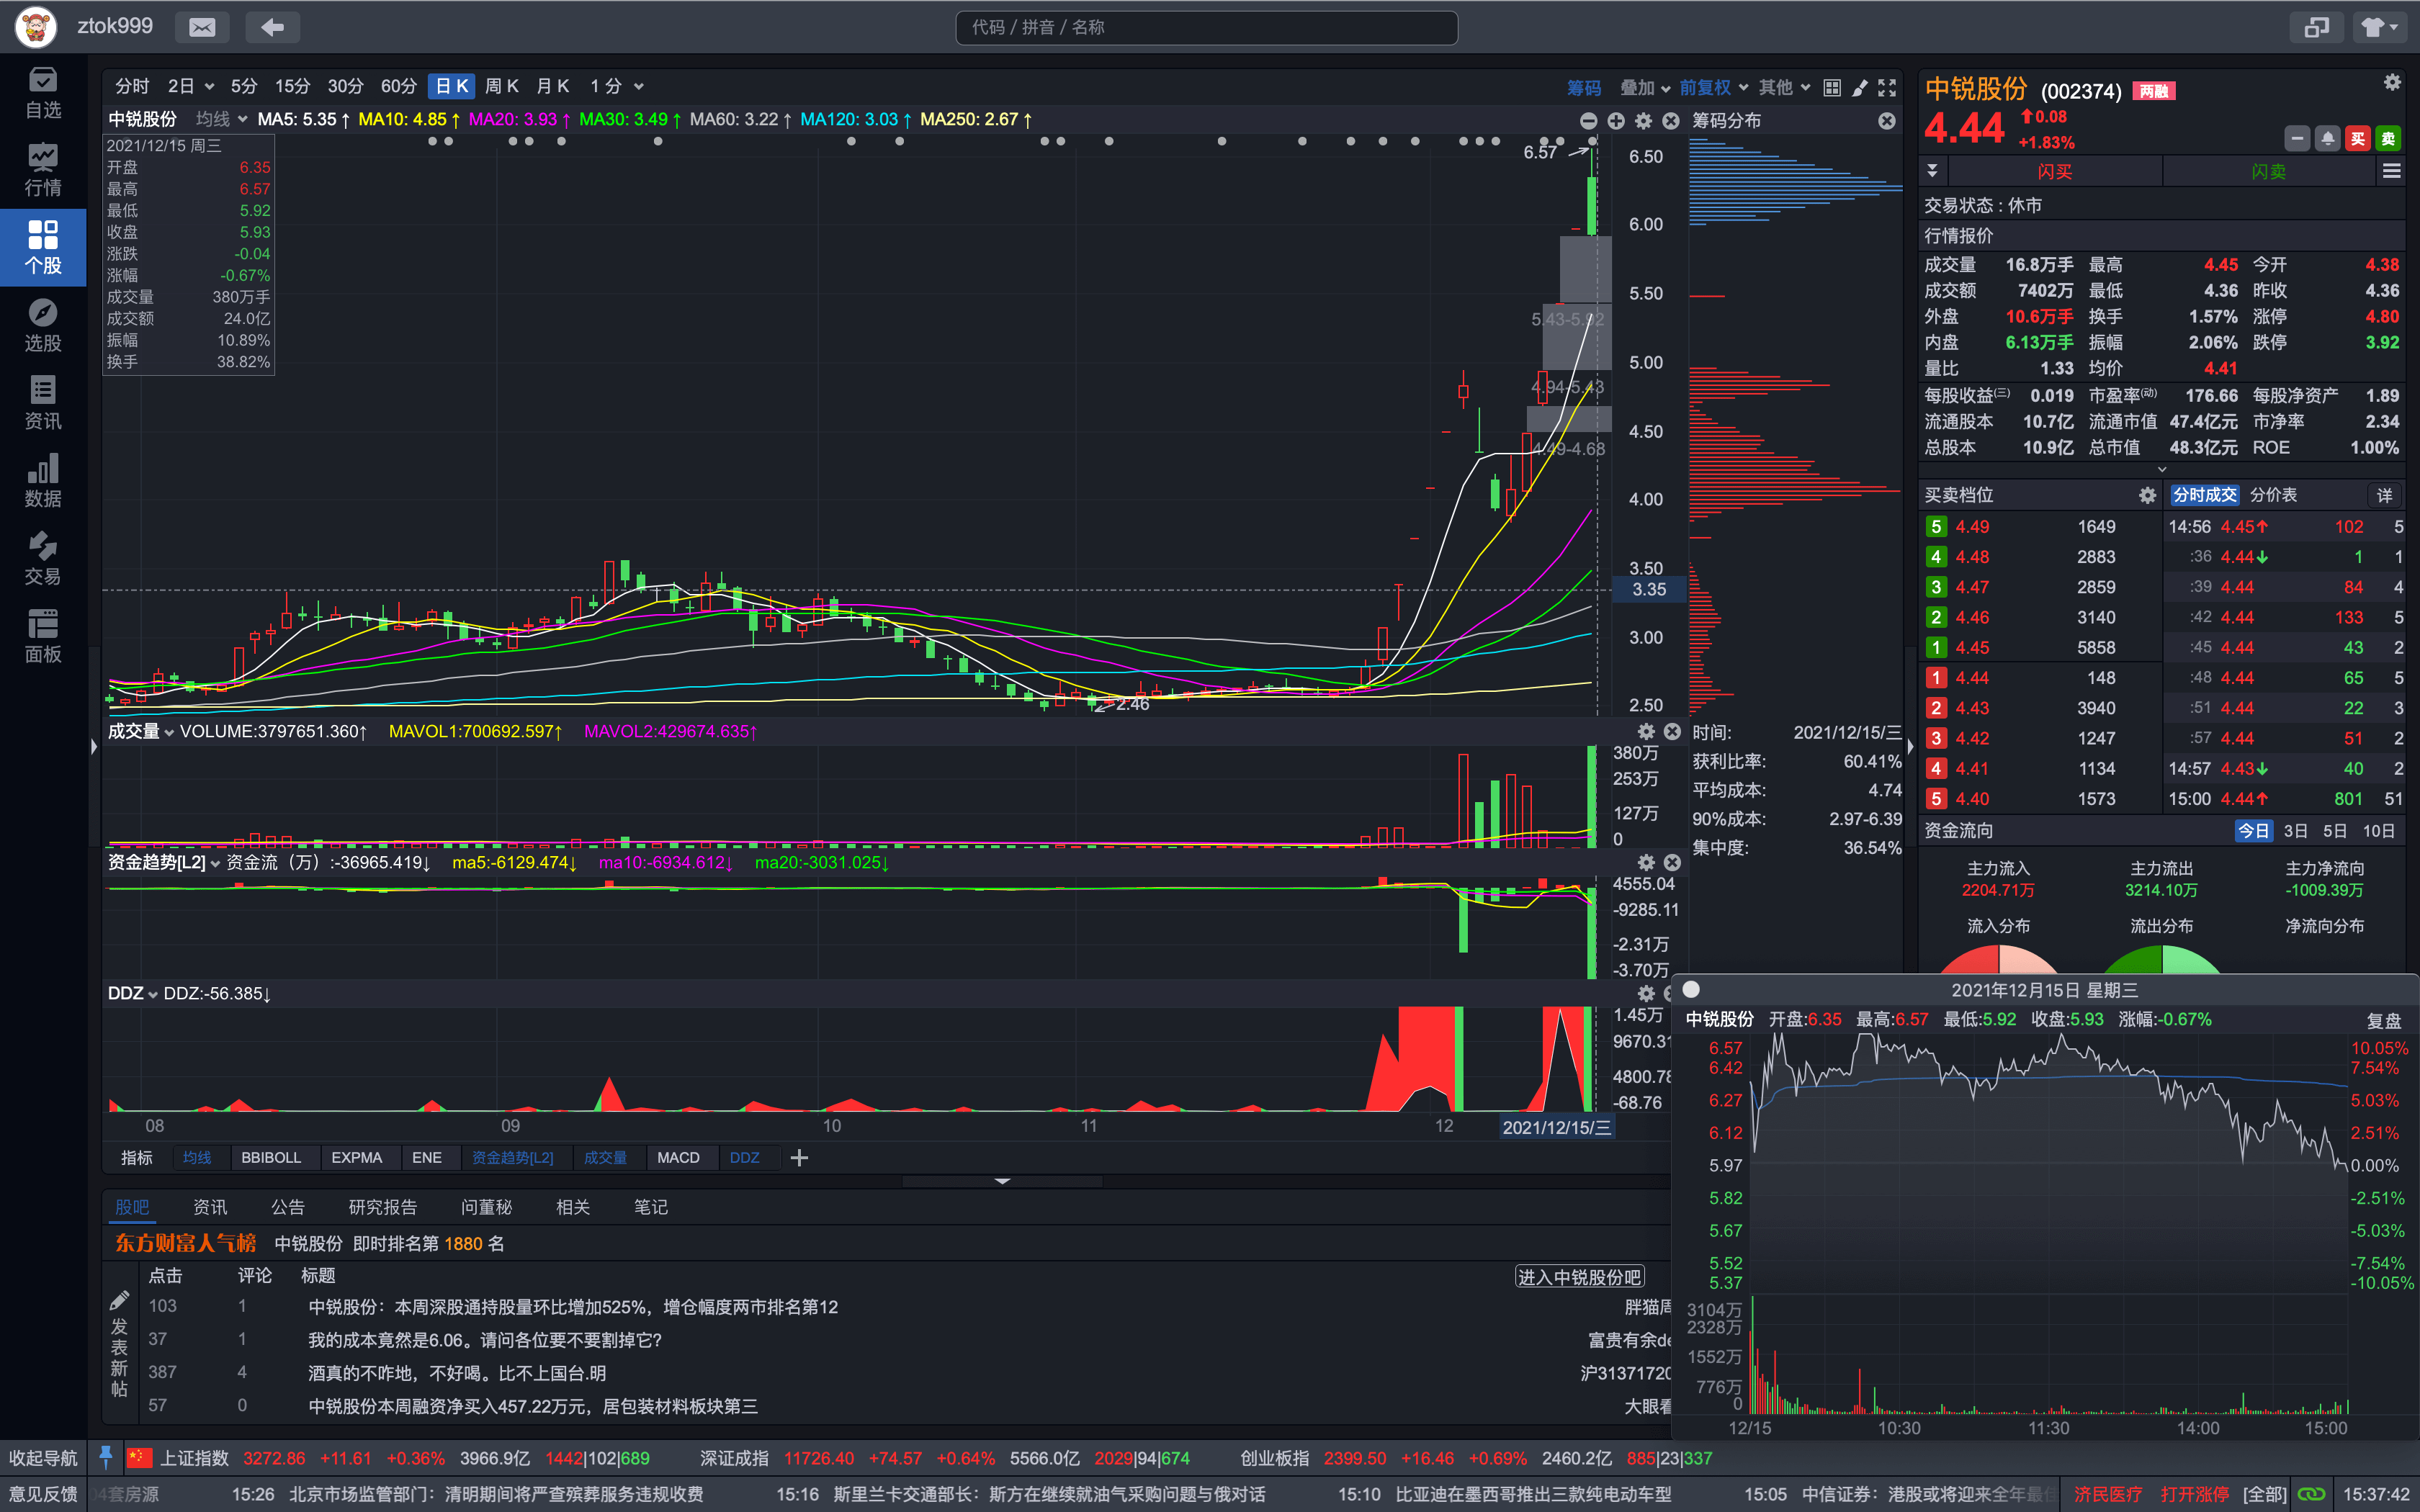 ztok999
代码 / 拼音 / 名称
自选
行情
个股
选股
资讯
数据
交易
面板
分时 2日 5分 15分 30分 60分 日K 周K 月K 1分 筹码 叠加 前复权 其他
中锐股份 均线 MA5: 5.35↑ MA10: 4.85↑ MA20: 3.93↑ MA30: 3.49↑ MA60: 3.22↑ MA120: 3.03↑ MA250: 2.67↑
筹码分布
2021/12/15 周三
开盘 6.35
最高 6.57
最低 5.92
收盘 5.93
涨跌 -0.04
涨幅 -0.67%
成交量 380万手
成交额 24.0亿
振幅 10.89%
换手 38.82%
6.57
5.43-5.92
4.94-5.43
4.49-4.68
2.46
6.50
6.00
5.50
5.00
4.50
4.00
3.50
3.35
3.00
2.50
成交量 VOLUME:3797651.360↑ MAVOL1:700692.597↑ MAVOL2:429674.635↑
380万
253万
127万
0
资金趋势[L2] 资金流（万）:-36965.419↓ ma5:-6129.474↓ ma10:-6934.612↓ ma20:-3031.025↓
4555.04
-9285.11
-2.31万
-3.70万
DDZ DDZ:-56.385↓
1.45万
9670.31
4800.78
-68.76
08 09 10 11 12 2021/12/15/三
时间: 2021/12/15/三
获利比率: 60.41%
平均成本: 4.74
90%成本: 2.97-6.39
集中度: 36.54%
指标 均线 BBIBOLL EXPMA ENE 资金趋势[L2] 成交量 MACD DDZ
股吧 资讯 公告 研究报告 问董秘 相关 笔记
东方财富人气榜 中锐股份 即时排名第 1880 名
点击 评论 标题 进入中锐股份吧
发表新帖
103 1 中锐股份：本周深股通持股量环比增加525%，增仓幅度两市排名第12 胖猫周
37 1 我的成本竟然是6.06。请问各位要不要割掉它? 富贵有余de
387 4 酒真的不咋地，不好喝。比不上国台.明 沪31371720
57 0 中锐股份本周融资净买入457.22万元，居包装材料板块第三 大眼看
中锐股份 (002374) 两融
4.44 0.08
+1.83%
买 卖
闪买 闪卖
交易状态 : 休市
行情报价
成交量 16.8万手 最高 4.45 今开 4.38
成交额 7402万 最低 4.36 昨收 4.36
外盘 10.6万手 换手 1.57% 涨停 4.80
内盘 6.13万手 振幅 2.06% 跌停 3.92
量比 1.33 均价 4.41
每股收益(三) 0.019 市盈率(动) 176.66 每股净资产 1.89
流通股本 10.7亿 流通市值 47.4亿元 市净率 2.34
总股本 10.9亿 总市值 48.3亿元 ROE 1.00%
买卖档位 分时成交 分价表 详
5 4.49 1649 14:56 4.45↑ 102 5
4 4.48 2883 :36 4.44↓ 1 1
3 4.47 2859 :39 4.44 84 4
2 4.46 3140 :42 4.44 133 5
1 4.45 5858 :45 4.44 43 2
1 4.44 148 :48 4.44 65 5
2 4.43 3940 :51 4.44 22 3
3 4.42 1247 :57 4.44 51 2
4 4.41 1134 14:57 4.43↓ 40 2
5 4.40 1573 15:00 4.44↑ 801 51
资金流向 今日 3日 5日 10日
主力流入 主力流出 主力净流向
2204.71万 3214.10万 -1009.39万
流入分布 流出分布 净流向分布
2021年12月15日 星期三
中锐股份 开盘:6.35 最高:6.57 最低:5.92 收盘:5.93 涨幅:-0.67% 复盘
6.57 10.05%
6.42 7.54%
6.27 5.03%
6.12 2.51%
5.97 0.00%
5.82 -2.51%
5.67 -5.03%
5.52 -7.54%
5.37 -10.05%
3104万
2328万
1552万
776万
0
12/15 10:30 11:30 14:00 15:00
收起导航 上证指数 3272.86 +11.61 +0.36% 3966.9亿 1442|102|689 深证成指 11726.40 +74.57 +0.64% 5566.0亿 2029|94|674 创业板指 2399.50 +16.46 +0.69% 2460.2亿 885|23|337
意见反馈 04套房源 15:26 北京市场监管部门：清明期间将严查殡葬服务违规收费 15:16 斯里兰卡交通部长：斯方在继续就油气采购问题与俄对话 15:10 比亚迪在墨西哥推出三款纯电动车型 15:05 中信证券：港股或将迎来全年最佳 济民医疗 打开涨停 [全部] 15:37:42